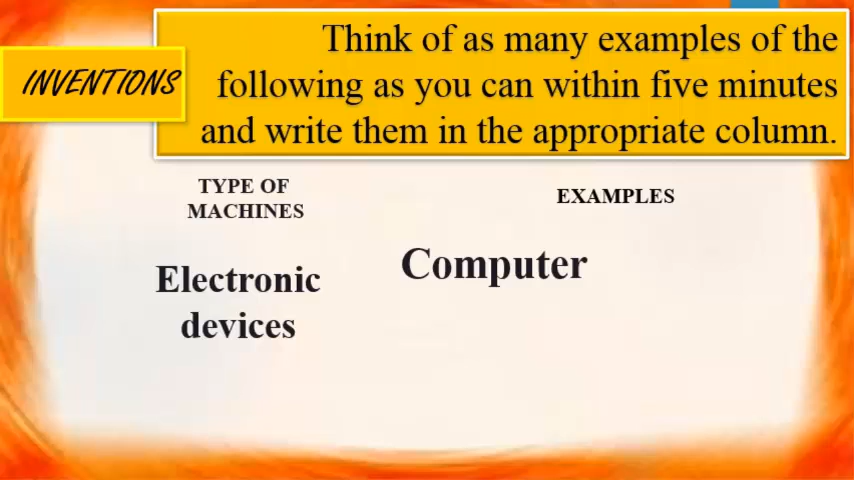 INVENTIONS
Think of as many examples of the
following as you can within five minutes
and write them in the appropriate column.
TYPE OF
MACHINES
EXAMPLES
Electronic
devices
Computer